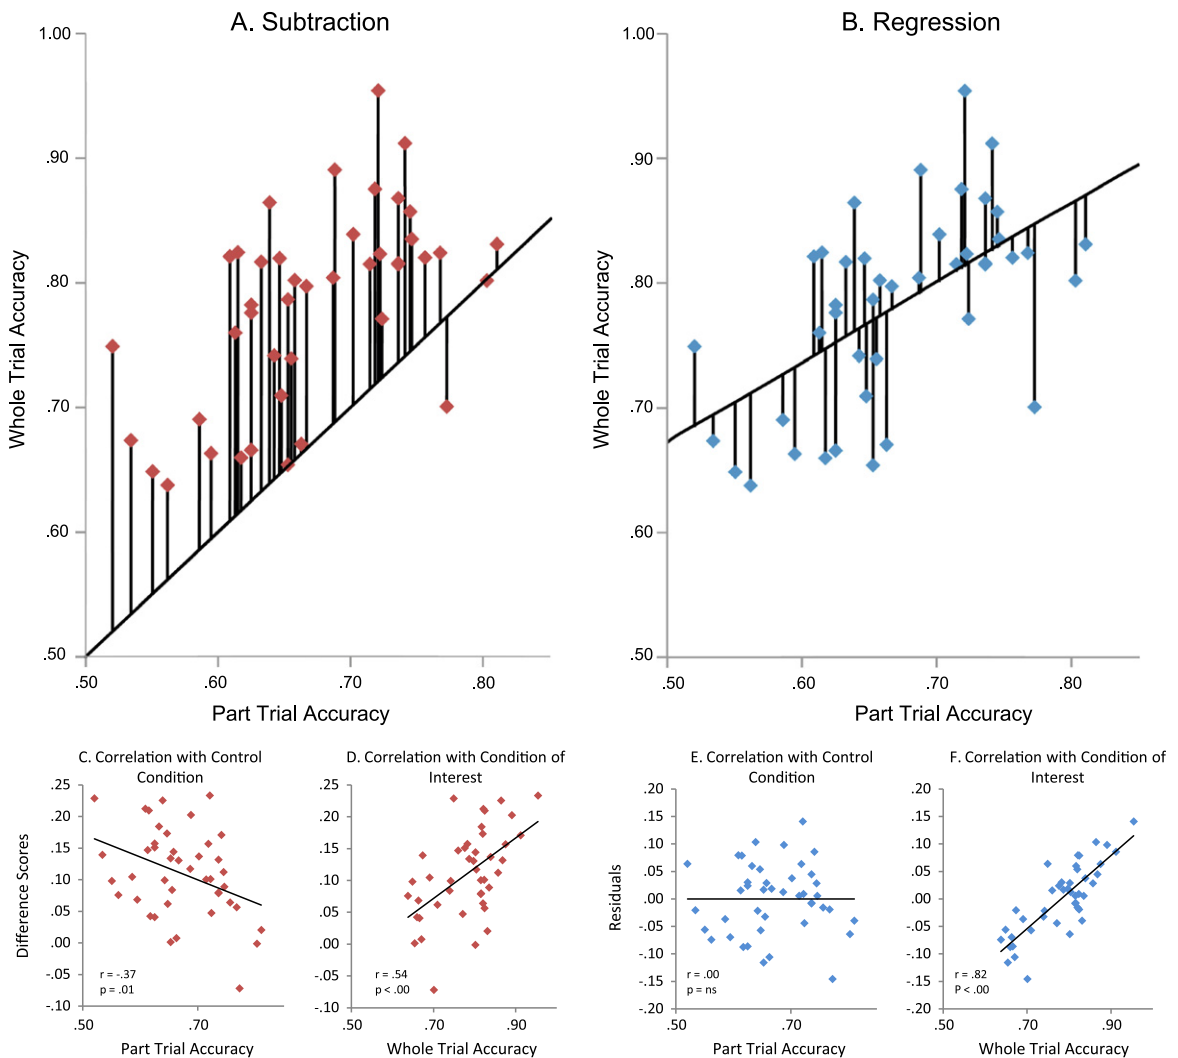 A. Subtraction
1.00
.90
.80
.70
.60
.50
.50
.60
.70
.80
Whole Trial Accuracy
Part Trial Accuracy
B. Regression
1.00
.90
.80
.70
.60
.50
.50
.60
.70
.80
Whole Trial Accuracy
Part Trial Accuracy
C. Correlation with Control
Condition
.25
.20
.15
.10
.05
.00
-.05
-.10
.50
.70
Difference Scores
r = -.37
p = .01
Part Trial Accuracy
D. Correlation with Condition of
Interest
.25
.20
.15
.10
.05
.00
-.05
-.10
.50
.70
.90
r = .54
p < .00
Whole Trial Accuracy
E. Correlation with Control
Condition
.20
.15
.10
.05
.00
-.05
-.10
-.15
-.20
.50
.70
Residuals
r = .00
p = ns
Part Trial Accuracy
F. Correlation with Condition of
Interest
.20
.15
.10
.05
.00
-.05
-.10
-.15
-.20
.50
.70
.90
r = .82
P < .00
Whole Trial Accuracy